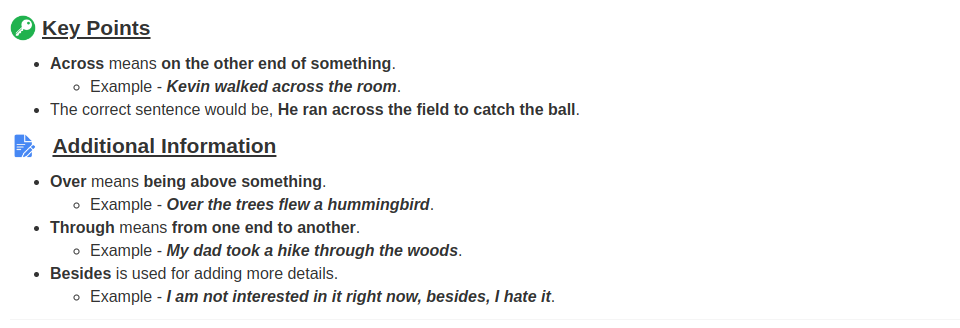 Key Points
Across means on the other end of something.
Example - Kevin walked across the room.
The correct sentence would be, He ran across the field to catch the ball.
Additional Information
Over means being above something.
Example - Over the trees flew a hummingbird.
Through means from one end to another.
Example - My dad took a hike through the woods.
Besides is used for adding more details.
Example - I am not interested in it right now, besides, I hate it.